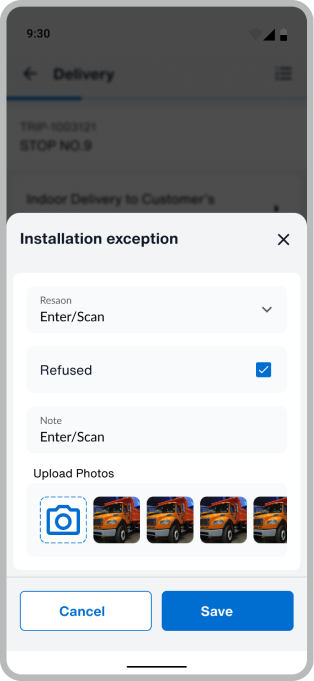 9:30
Delivery
TRIP-1003121
STOP NO.9
Indoor Delivery to Customer's
Installation exception
Resaon
Enter/Scan
Refused
Note
Enter/Scan
Upload Photos
Cancel
Save